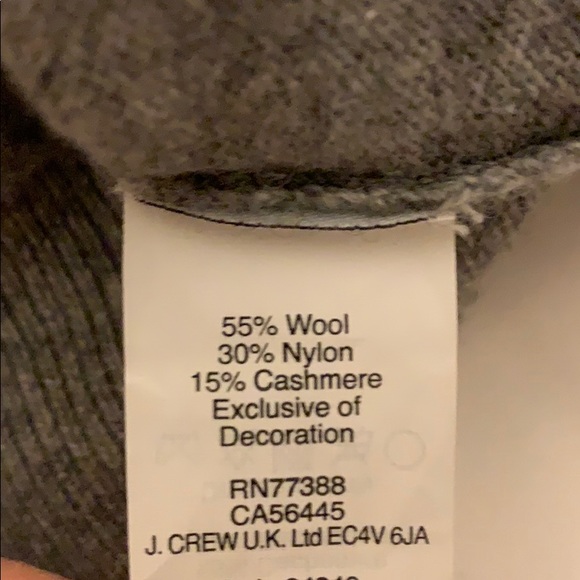 55% Wool
30% Nylon
15% Cashmere
Exclusive of
Decoration
RN77388
CA56445
J. CREW U.K. Ltd EC4V 6JA